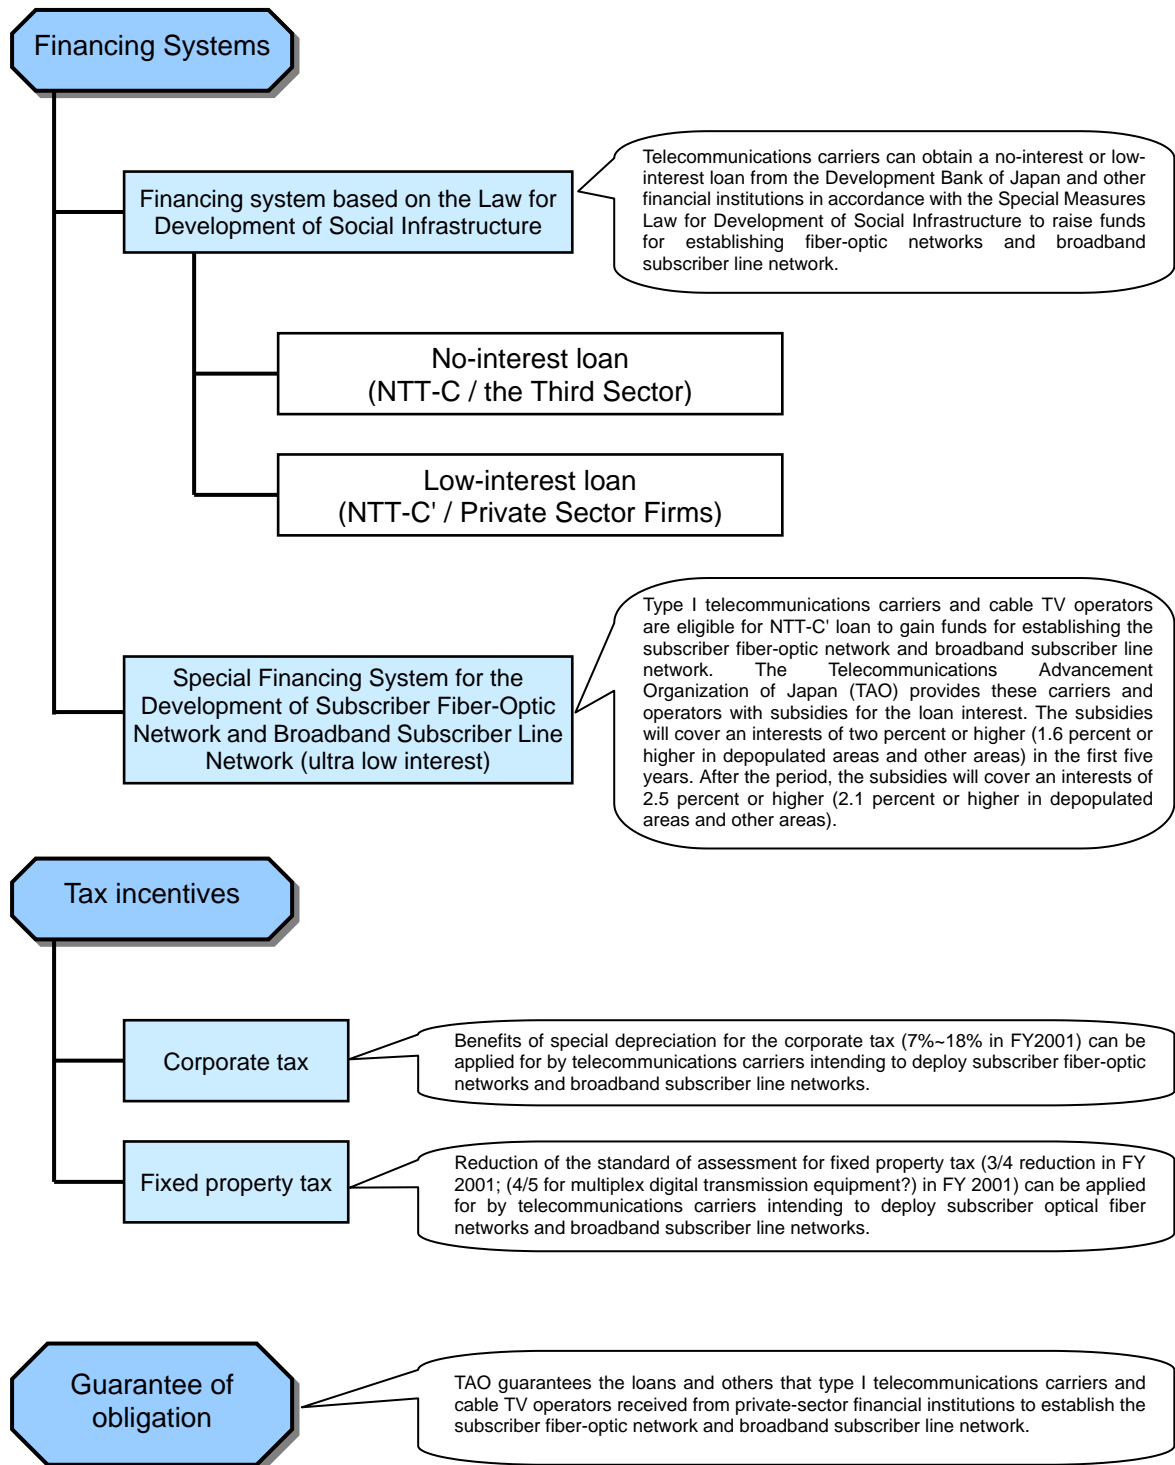 Financing Systems
Telecommunications carriers can obtain a no-interest or low-
interest loan from the Development Bank of Japan and other
financial institutions in accordance with the Special Measures
Law for Development of Social Infrastructure to raise funds
for establishing fiber-optic networks and broadband
subscriber line network.
Financing system based on the Law for
Development of Social Infrastructure
No-interest loan
(NTT-C / the Third Sector)
Low-interest loan
(NTT-C' / Private Sector Firms)
Type I telecommunications carriers and cable TV operators
are eligible for NTT-C' loan to gain funds for establishing the
subscriber fiber-optic network and broadband subscriber line
network. The Telecommunications Advancement
Organization of Japan (TAO) provides these carriers and
operators with subsidies for the loan interest. The subsidies
will cover an interests of two percent or higher (1.6 percent or
higher in depopulated areas and other areas) in the first five
years. After the period, the subsidies will cover an interests of
2.5 percent or higher (2.1 percent or higher in depopulated
areas and other areas).
Special Financing System for the
Development of Subscriber Fiber-Optic
Network and Broadband Subscriber Line
Network (ultra low interest)
Tax incentives
Corporate tax
Benefits of special depreciation for the corporate tax (7%~18% in FY2001) can be
applied for by telecommunications carriers intending to deploy subscriber fiber-optic
networks and broadband subscriber line networks.
Fixed property tax
Reduction of the standard of assessment for fixed property tax (3/4 reduction in FY
2001; (4/5 for multiplex digital transmission equipment?) in FY 2001) can be applied
for by telecommunications carriers intending to deploy subscriber optical fiber
networks and broadband subscriber line networks.
Guarantee of
obligation
TAO guarantees the loans and others that type I telecommunications carriers and
cable TV operators received from private-sector financial institutions to establish the
subscriber fiber-optic network and broadband subscriber line network.